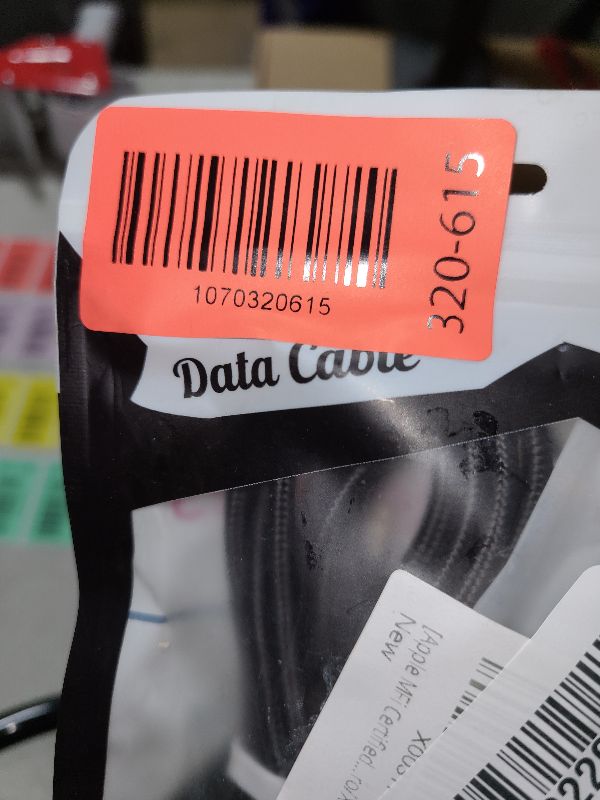 320-615
1070320615
Data Cable
[Apple MFi Certified...
New